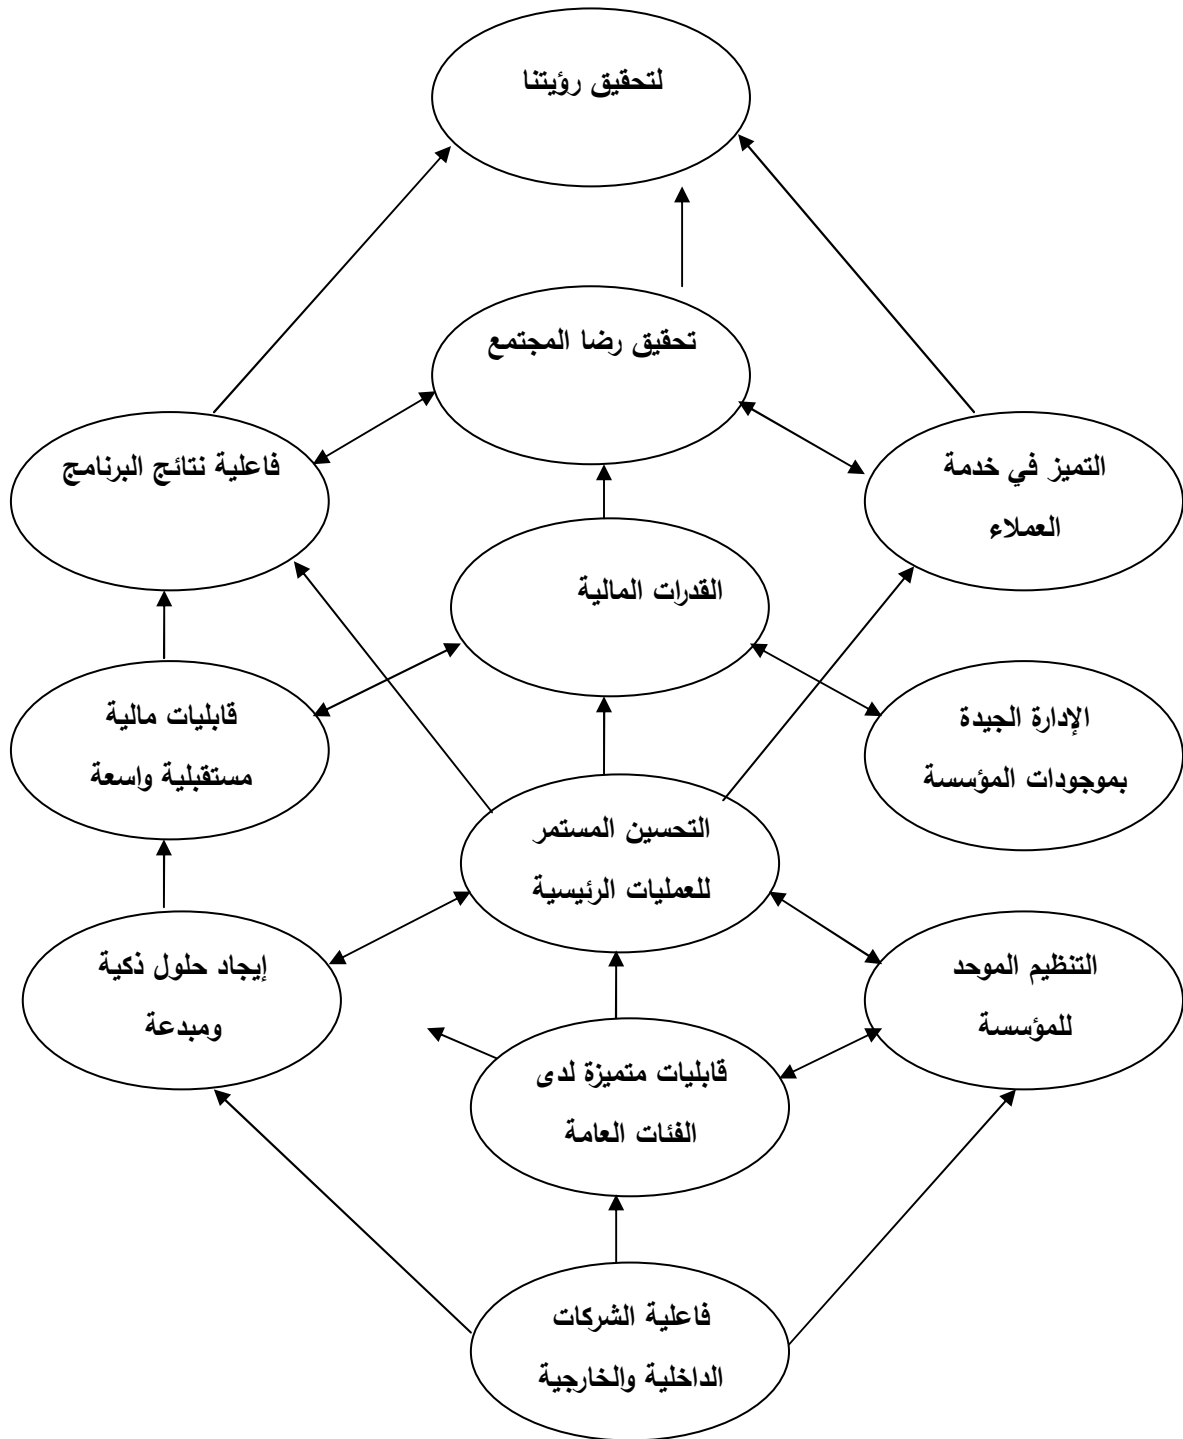 لتحقيق رؤيتنا
تحقيق رضا المجتمع
التميز في خدمة
العملاء
فاعلية نتائج البرنامج
القدرات المالية
الإدارة الجيدة
بموجودات المؤسسة
قابليات مالية
مستقبلية واسعة
التحسين المستمر
للعمليات الرئيسية
التنظيم الموحد
للمؤسسة
إيجاد حلول ذكية
ومبدعة
قابليات متميزة لدى
الفئات العامة
فاعلية الشركات
الداخلية والخارجية